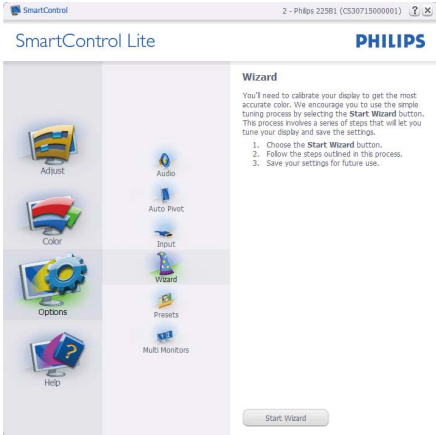 SmartControl
2 - Philips 225B1 (CS30715000001)
? X
SmartControl Lite
PHILIPS
Adjust
Color
Options
Help
Audio
Auto Pivot
Input
Wizard
Presets
Multi Monitors
Wizard
You'll need to calibrate your display to get the most
accurate color. We encourage you to use the simple
tuning process by selecting the Start Wizard button.
This process involves a series of steps that will let you
tune your display and save the settings.
1. Choose the Start Wizard button.
2. Follow the steps outlined in this process.
3. Save your settings for future use.
Start Wizard